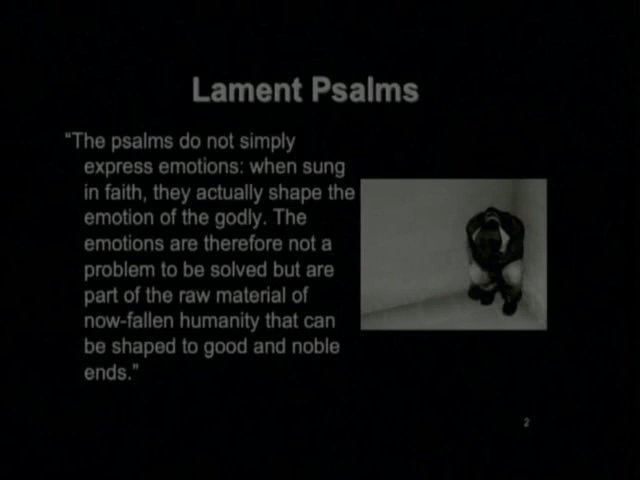 Lament Psalms
"The psalms do not simply
express emotions: when sung
in faith, they actually shape the
emotion of the godly. The
emotions are therefore not a
problem to be solved but are
part of the raw material of
now-fallen humanity that can
be shaped to good and noble
ends."
2